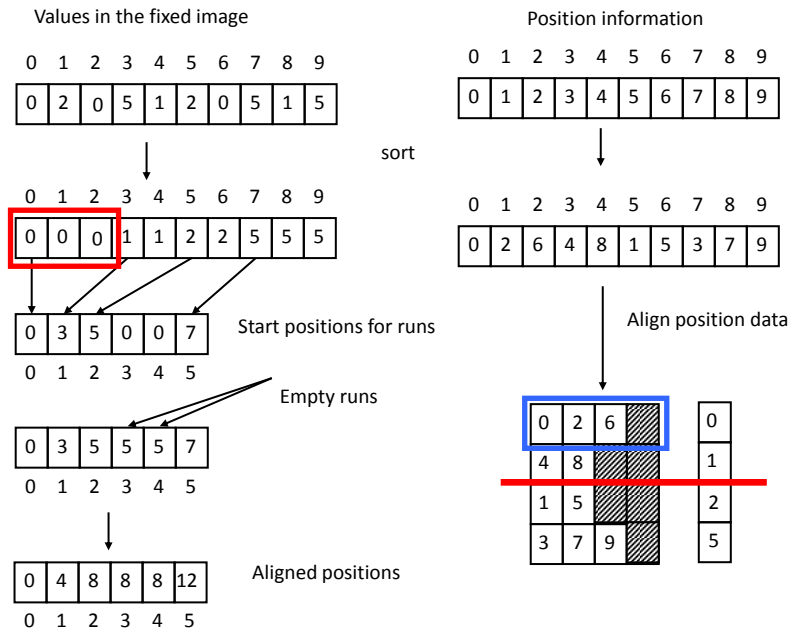 Values in the fixed image
Position information
0 1 2 3 4 5 6 7 8 9
0 2 0 5 1 2 0 5 1 5
0 1 2 3 4 5 6 7 8 9
0 1 2 3 4 5 6 7 8 9
sort
0 1 2 3 4 5 6 7 8 9
0 0 0 1 1 2 2 5 5 5
0 1 2 3 4 5 6 7 8 9
0 2 6 4 8 1 5 3 7 9
0 3 5 0 0 7
0 1 2 3 4 5
Start positions for runs
Align position data
Empty runs
0 3 5 5 5 7
0 1 2 3 4 5
0 2 6
0
4 8
1
1 5
2
3 7 9
5
0 4 8 8 8 12
0 1 2 3 4 5
Aligned positions